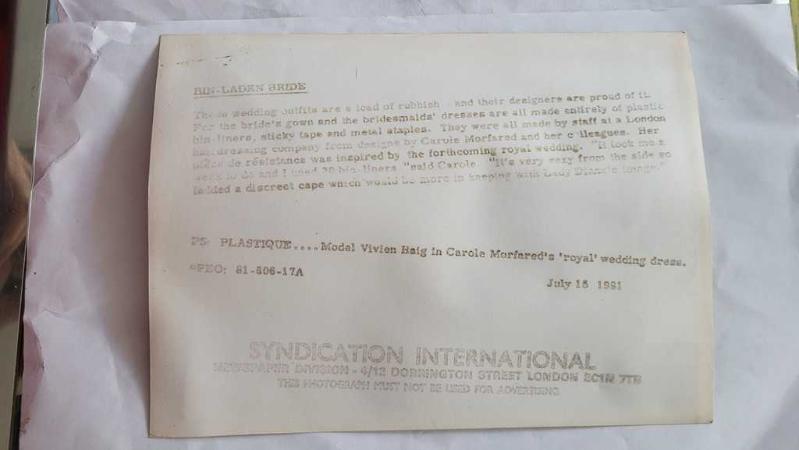 BIN-LADEN BRIDE
These wedding outfits are a load of rubbish - and their designers are proud of it.
For the bride's gown and the bridesmaids' dresses are all made entirely of plastic
bin-liners, sticky tape and metal staples. They were all made by staff at a London
dressing company from designs by Carole Morfared and her colleagues. Her
piece de résistance was inspired by the forthcoming royal wedding. "It took me a
week to do and I used 20 bin-liners "said Carole. "It's very sexy from the side so
I added a discreet cape which would be more in keeping with Lady Diana's image."
PS: PLASTIQUE.... Model Vivien Haig in Carole Morfared's 'royal' wedding dress.
81-506-17A
July 15 1981
SYNDICATION INTERNATIONAL
NEWSPAPER DIVISION - 4/12 DORRINGTON STREET LONDON EC1N 7TB
THIS PHOTOGRAPH MUST NOT BE USED FOR ADVERTISING